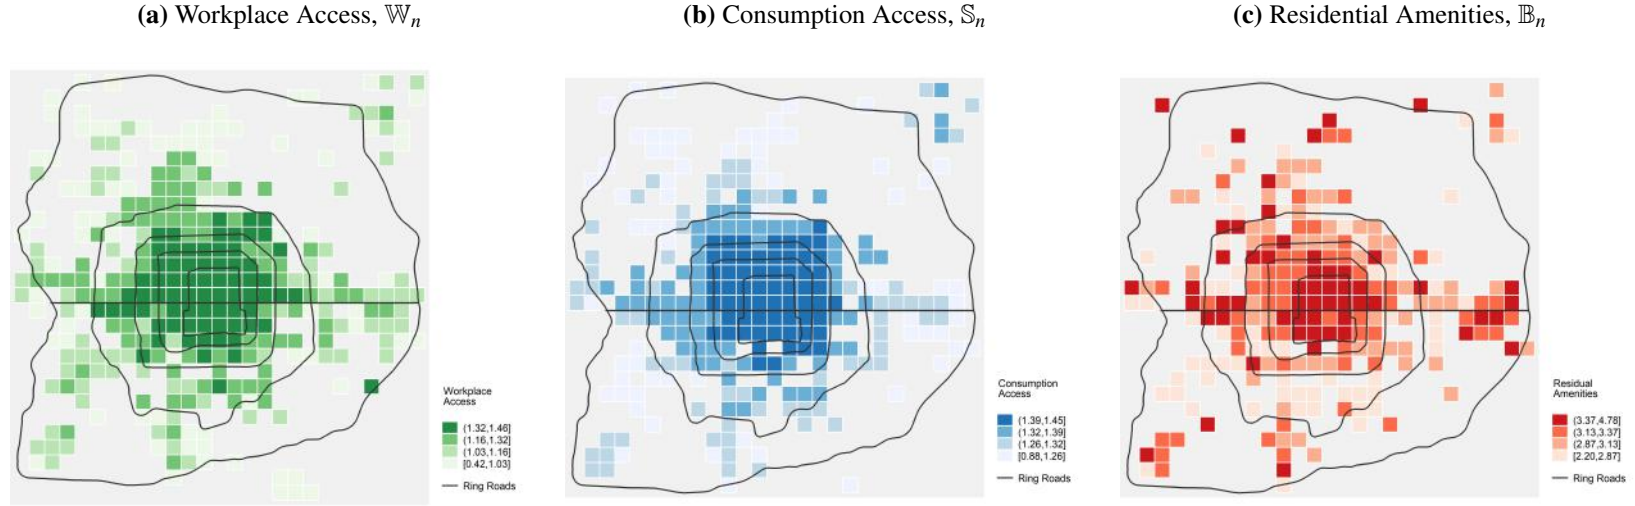 (a) Workplace Access, 𝕎n
(b) Consumption Access, 𝕊n
(c) Residential Amenities, 𝔹n
Workplace
Access
(1.32,1.46]
(1.16,1.32]
(1.03,1.16]
[0.42,1.03]
Ring Roads
Consumption
Access
(1.39,1.45]
(1.32,1.39]
(1.26,1.32]
[0.88,1.26]
Ring Roads
Residual
Amenities
(3.37,4.78]
(3.13,3.37]
(2.87,3.13]
[2.20,2.87]
Ring Roads